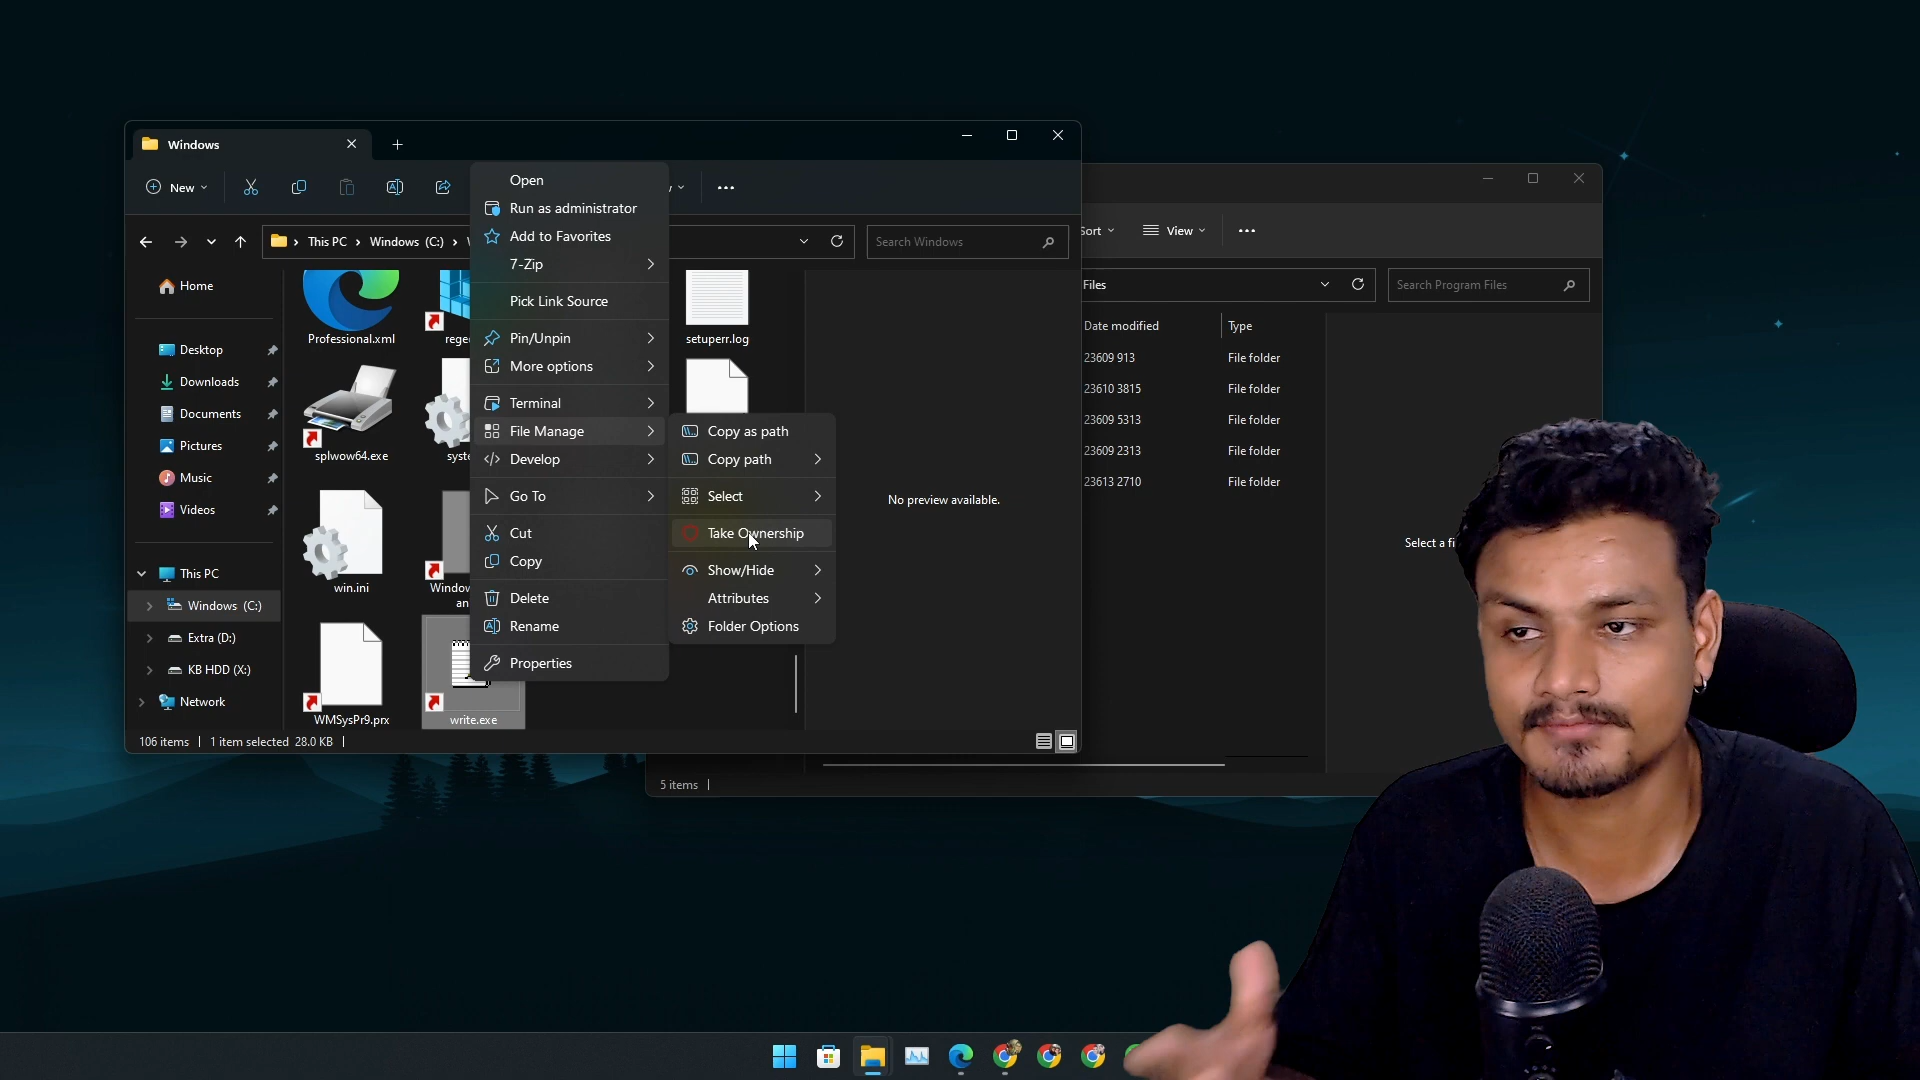 Windows
New
This PC
Windows (C:)
Search Windows
Home
Desktop
Downloads
Documents
Pictures
Music
Videos
This PC
Windows (C:)
Extra (D:)
KB HDD (X:)
Network
Professional.xml
setuperr.log
splwow64.exe
win.ini
WMSysPr9.prx
write.exe
106 items
1 item selected 28.0 KB
Open
Run as administrator
Add to Favorites
7-Zip
Pick Link Source
Pin/Unpin
More options
Terminal
File Manage
Develop
Go To
Cut
Copy
Delete
Rename
Properties
Copy as path
Copy path
Select
Take Ownership
Show/Hide
Attributes
Folder Options
No preview available.
View
Files
Search Program Files
Date modified
Type
23609 913
File folder
23610 3815
File folder
23609 5313
File folder
23609 2313
File folder
23613 2710
File folder
Select a fi
5 items